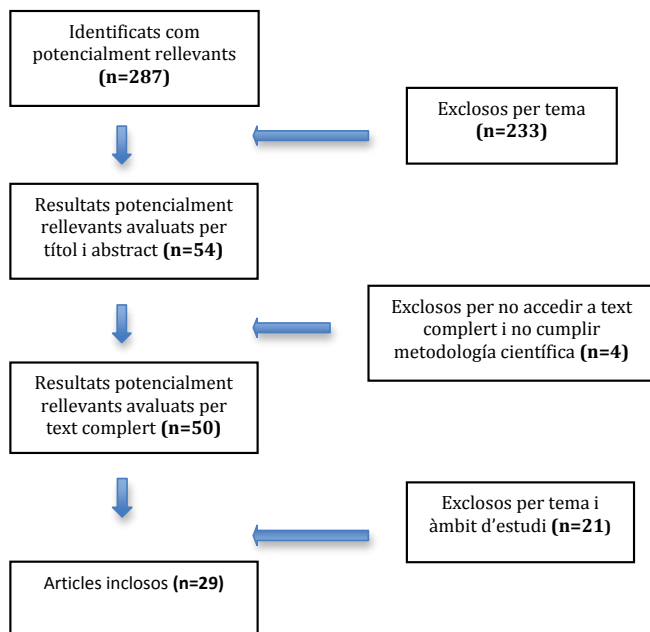 Identificats com
potencialment rellevants
(n=287)
Exclosos per tema
(n=233)
Resultats potencialment
rellevants avaluats per
títol i abstract (n=54)
Exclosos per no accedir a text
complert i no cumplir
metodología científica (n=4)
Resultats potencialment
rellevants avaluats per
text complert (n=50)
Exclosos per tema i
àmbit d’estudi (n=21)
Articles inclosos (n=29)